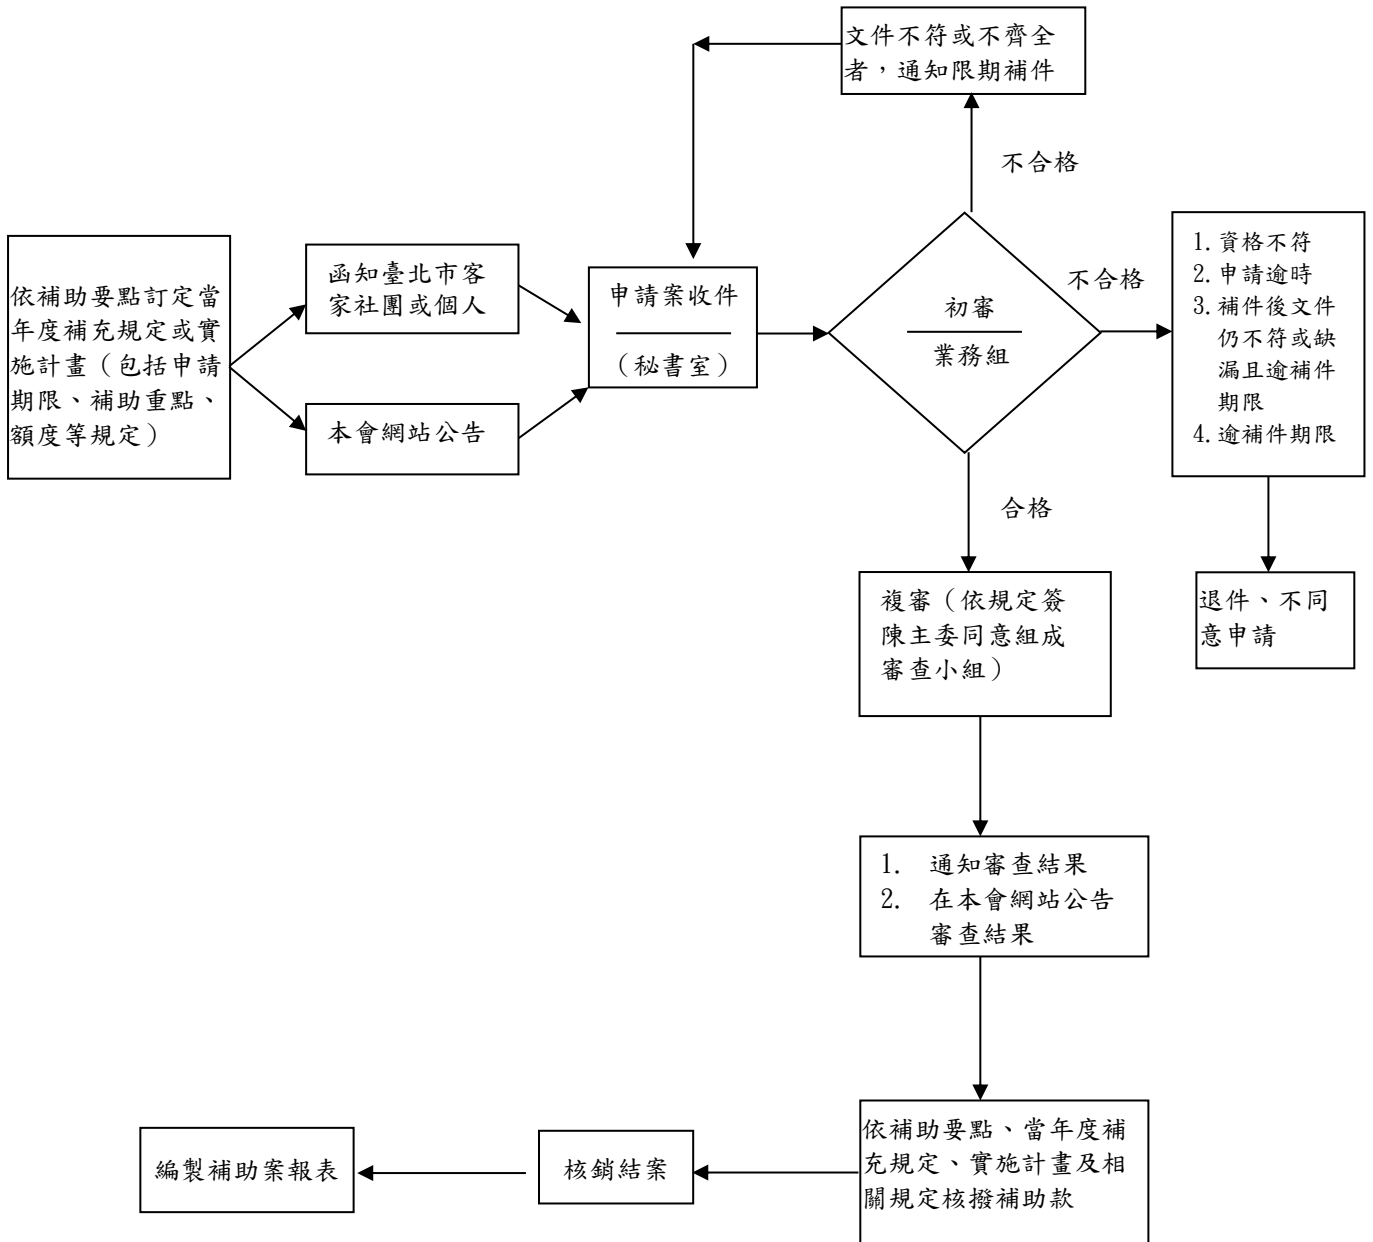 文件不符或不齊全
者，通知限期補件
不合格
依補助要點訂定當
年度補充規定或實
施計畫（包括申請
期限、補助重點、
額度等規定）
函知臺北市客
家社團或個人
本會網站公告
申請案收件
（秘書室）
初審
業務組
不合格
1. 資格不符
2. 申請逾時
3. 補件後文件
仍不符或缺
漏且逾補件
期限
4. 逾補件期限
合格
複審（依規定簽
陳主委同意組成
審查小組）
退件、不同
意申請
1. 通知審查結果
2. 在本會網站公告
審查結果
依補助要點、當年度補
充規定、實施計畫及相
關規定核撥補助款
核銷結案
編製補助案報表